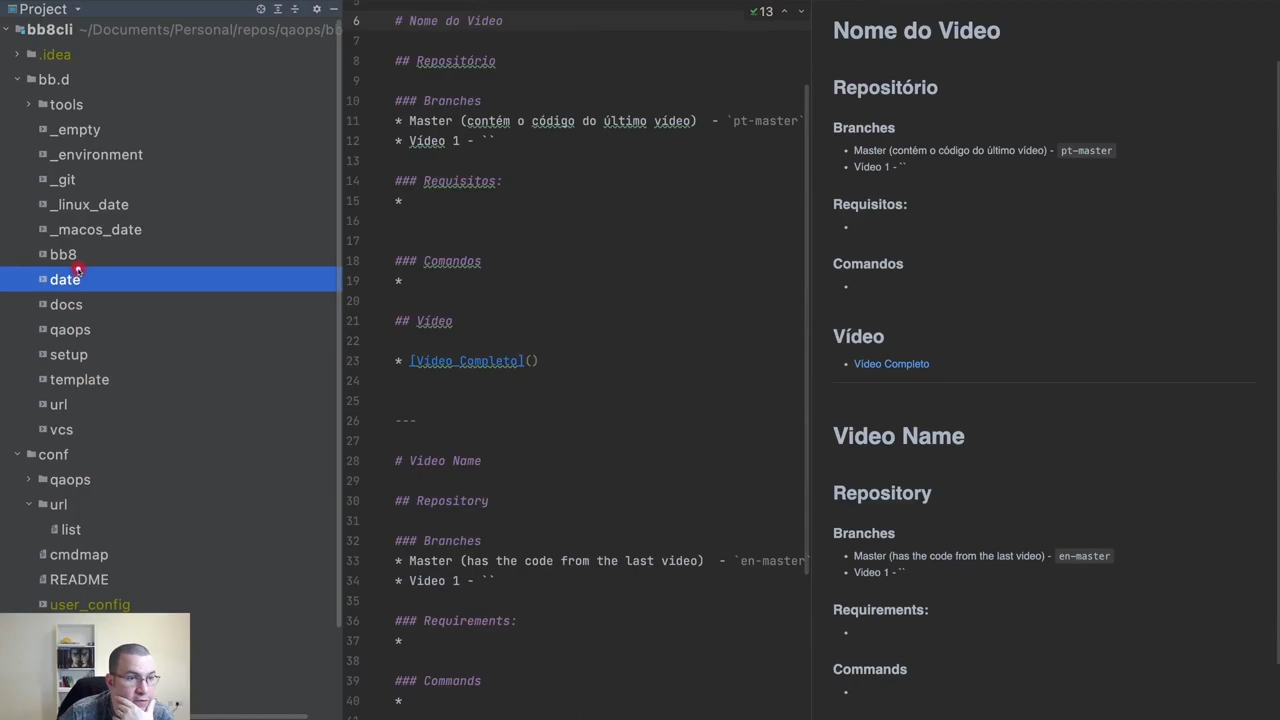 Project
bb8cli ~/Documents/Personal/repos/qaops/bb
.idea
bb.d
tools
_empty
_environment
_git
_linux_date
_macos_date
bb8
date
docs
qaops
setup
template
url
vcs
conf
qaops
url
list
cmdmap
README
user_config
13
6 # Nome do Vídeo
7
8 ## Repositório
9
10 ### Branches
11 * Master (contém o código do último vídeo)  - `pt-master`
12 * Vídeo 1 - ``
13
14 ### Requisitos:
15 *
16
17
18 ### Comandos
19 *
20
21 ## Vídeo
22
23 * [Vídeo Completo]()
24
25
26 ---
27
28 # Video Name
29
30 ## Repository
31
32 ### Branches
33 * Master (has the code from the last video)  - `en-master`
34 * Video 1 - ``
35
36 ### Requirements:
37 *
38
39 ### Commands
40 *
Nome do Vídeo
Repositório
Branches
• Master (contém o código do último vídeo) - pt-master
• Vídeo 1 - ``
Requisitos:
•
Comandos
•
Vídeo
• Vídeo Completo
Video Name
Repository
Branches
• Master (has the code from the last video) - en-master
• Video 1 - ``
Requirements:
•
Commands
•